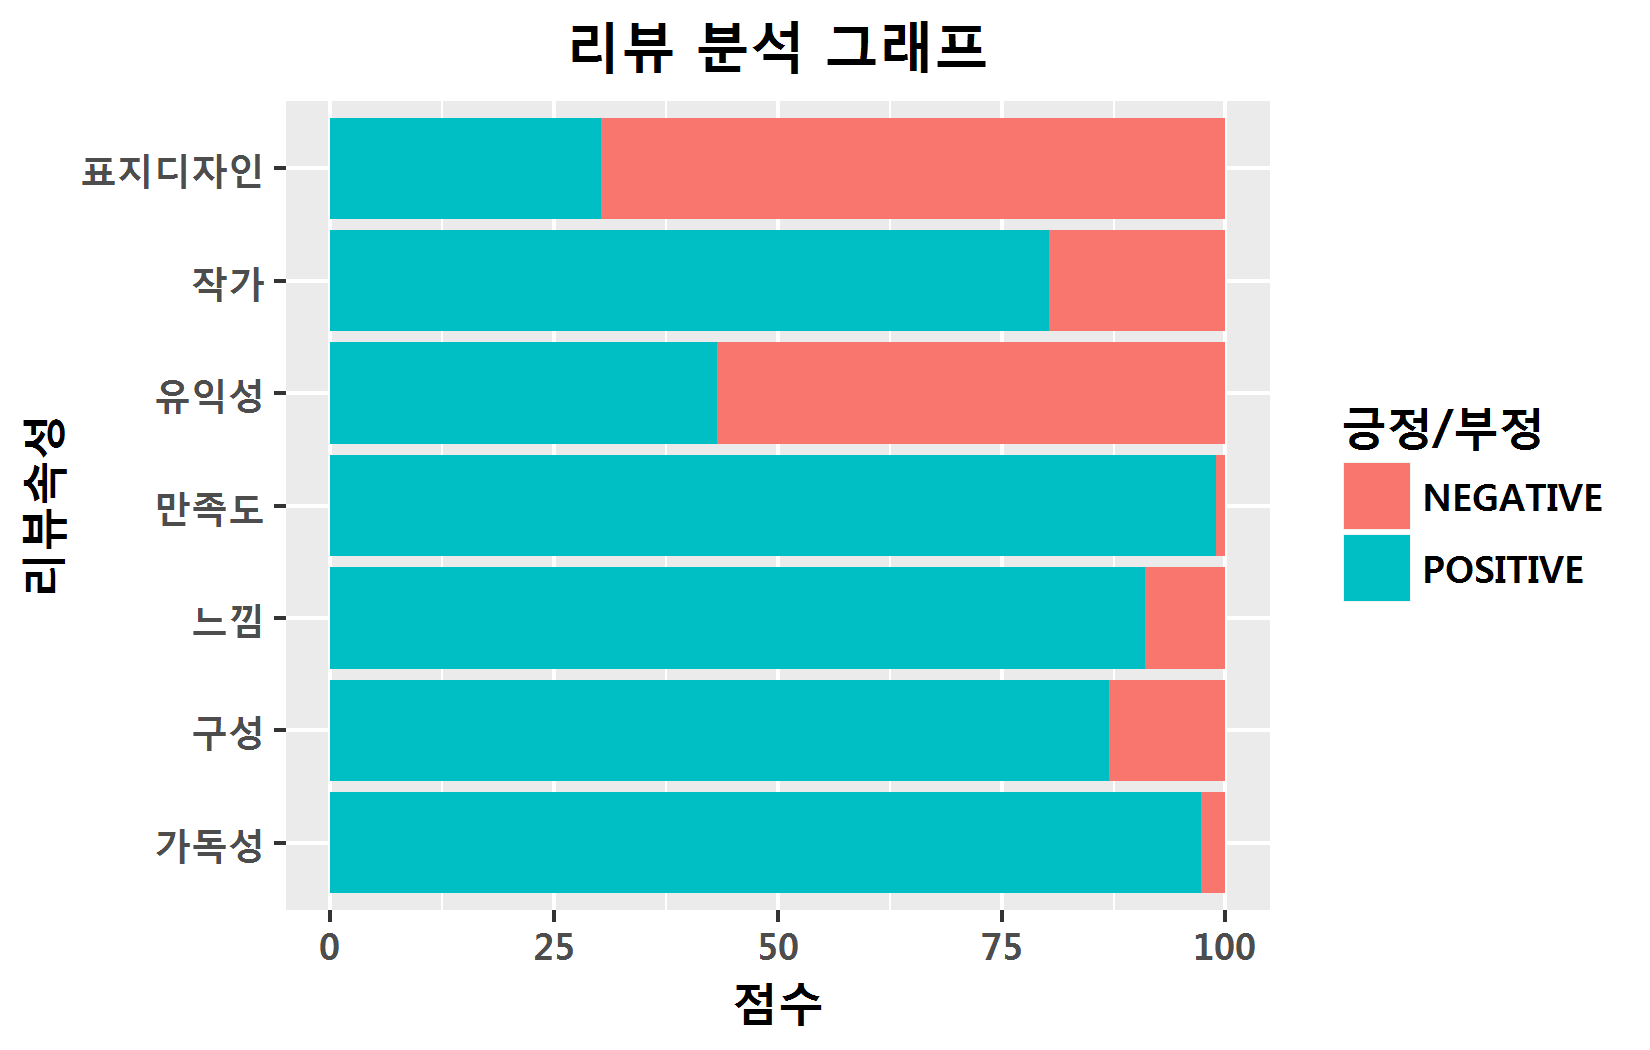 리뷰 분석 그래프
표지디자인
작가
유익성
만족도
느낌
구성
가독성
리뷰속성
0 25 50 75 100
점수
긍정/부정
NEGATIVE
POSITIVE